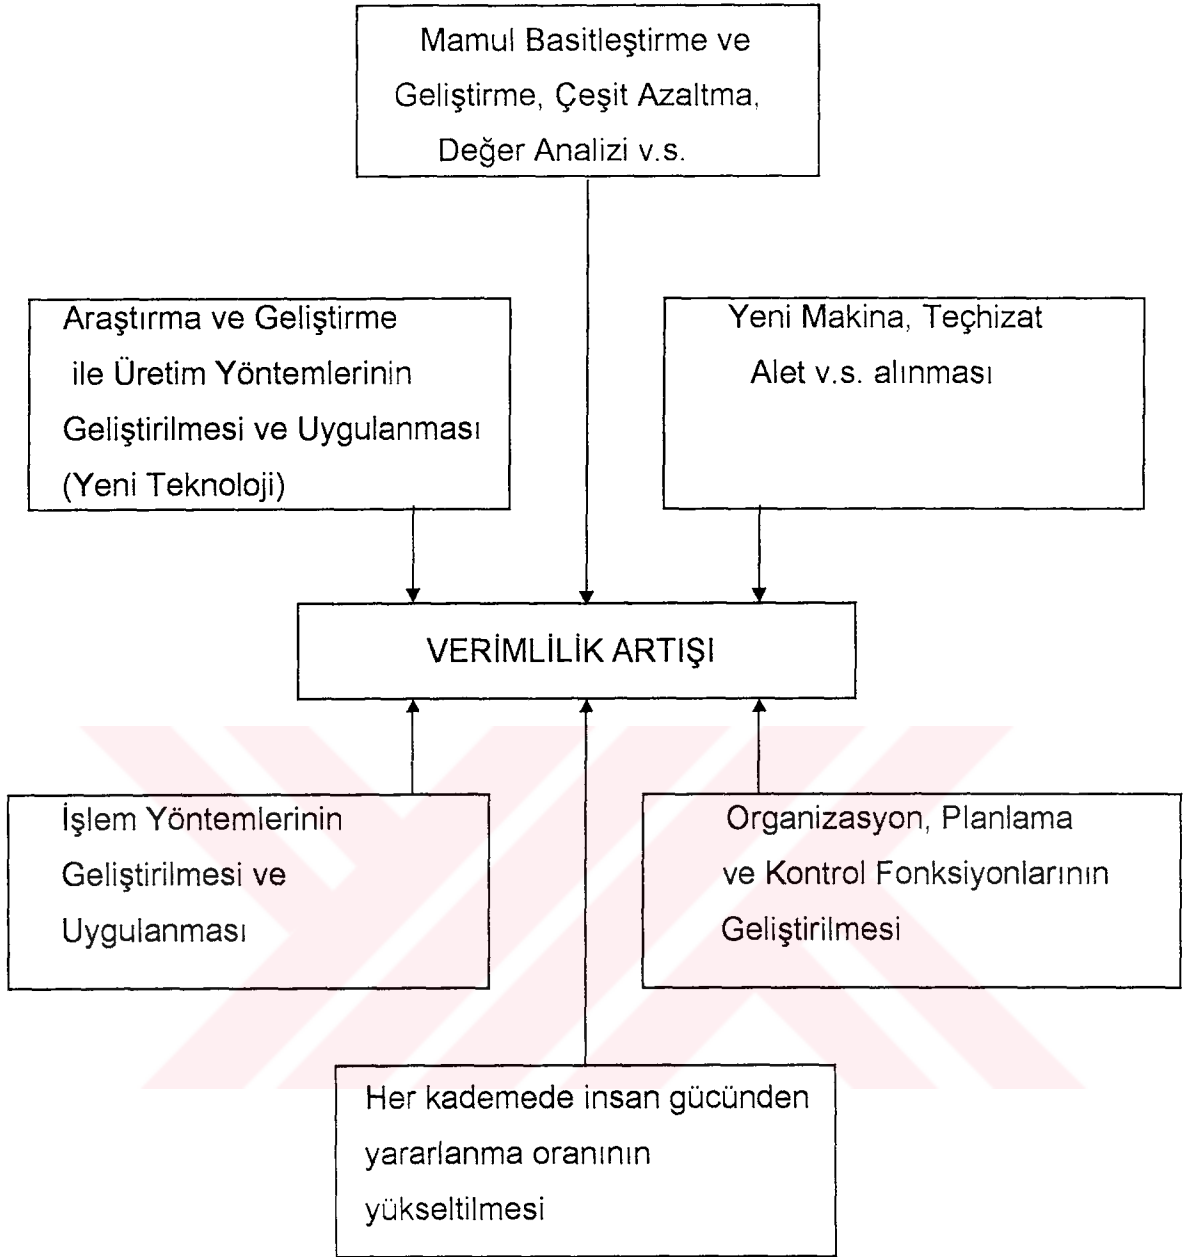 Mamul Basitleştirme ve
Geliştirme, Çeşit Azaltma,
Değer Analizi v.s.
Araştırma ve Geliştirme
ile Üretim Yöntemlerinin
Geliştirilmesi ve Uygulanması
(Yeni Teknoloji)
Yeni Makina, Teçhizat
Alet v.s. alınması
VERİMLİLİK ARTIŞI
İşlem Yöntemlerinin
Geliştirilmesi ve
Uygulanması
Organizasyon, Planlama
ve Kontrol Fonksiyonlarının
Geliştirilmesi
Her kademede insan gücünden
yararlanma oranının
yükseltilmesi